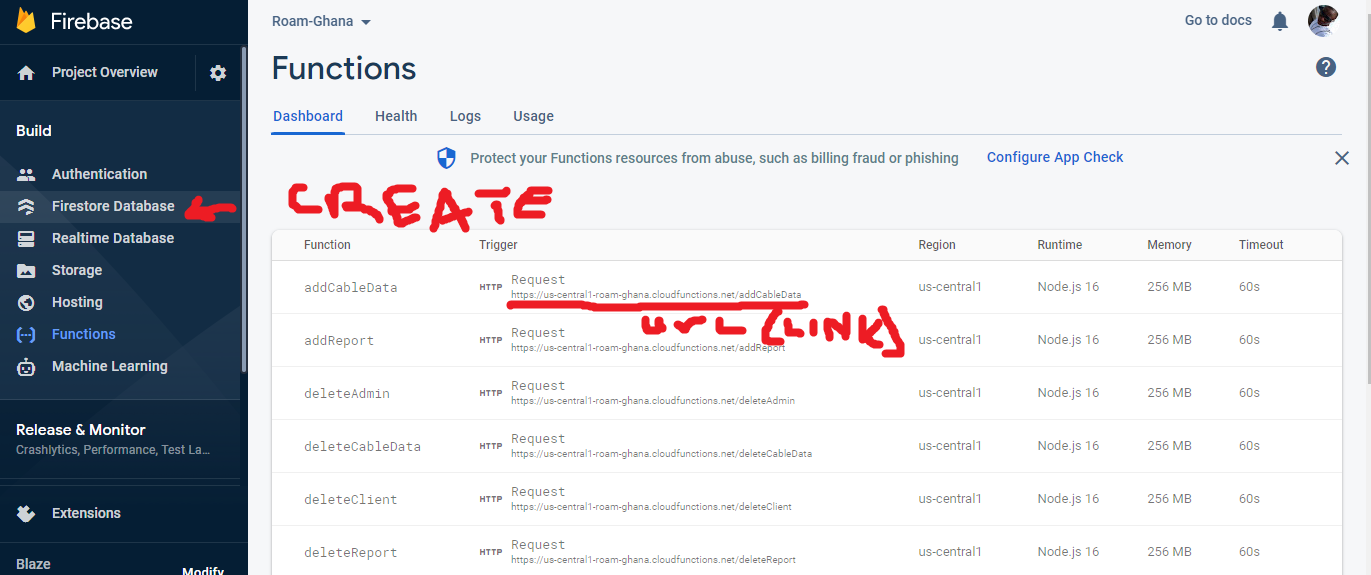 Firebase
Roam-Ghana
Go to docs
Project Overview
Functions
Build
Dashboard Health Logs Usage
Protect your Functions resources from abuse, such as billing fraud or phishing Configure App Check
Authentication
Firestore Database
Realtime Database
Storage
Hosting
Functions
Machine Learning
Release & Monitor
Crashlytics, Performance, Test La...
Extensions
Blaze
Modify
CREATE
Function Trigger Region Runtime Memory Timeout
addCableData HTTP Request us-central1 Node.js 16 256 MB 60s
https://us-central1-roam-ghana.cloudfunctions.net/addCableData
url (LINK)
addReport HTTP Request us-central1 Node.js 16 256 MB 60s
https://us-central1-roam-ghana.cloudfunctions.net/addReport
deleteAdmin HTTP Request us-central1 Node.js 16 256 MB 60s
https://us-central1-roam-ghana.cloudfunctions.net/deleteAdmin
deleteCableData HTTP Request us-central1 Node.js 16 256 MB 60s
https://us-central1-roam-ghana.cloudfunctions.net/deleteCableData
deleteClient HTTP Request us-central1 Node.js 16 256 MB 60s
https://us-central1-roam-ghana.cloudfunctions.net/deleteClient
deleteReport HTTP Request us-central1 Node.js 16 256 MB 60s
https://us-central1-roam-ghana.cloudfunctions.net/deleteReport